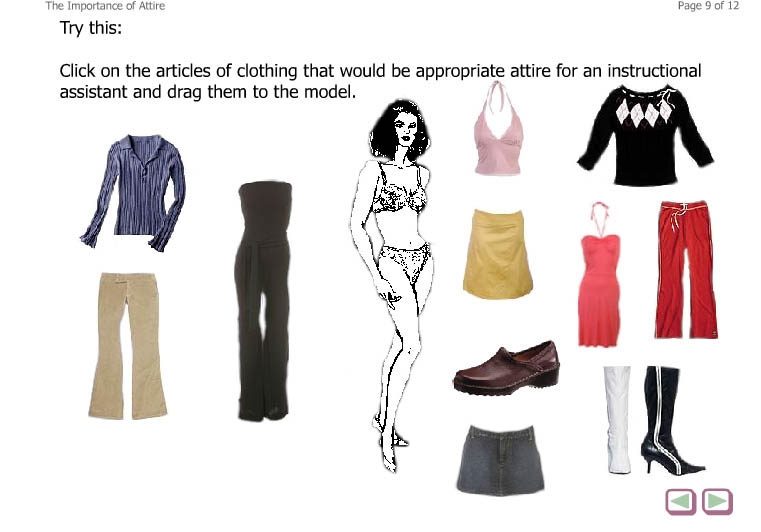 The Importance of Attire
Page 9 of 12
Try this:
Click on the articles of clothing that would be appropriate attire for an instructional
assistant and drag them to the model.